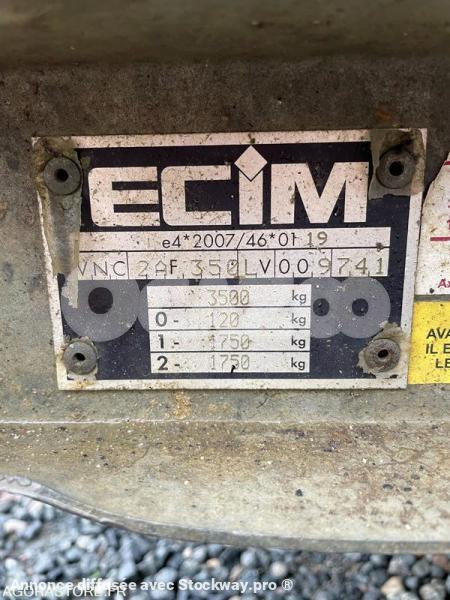 ECIM
e4*2007/46*01 19
VNC 2AF 350LV009741
3500 kg
0- 120 kg
1- 1750 kg
2- 1750 kg
AVA
IL E
LE
Annonce diffusee avec Stockway.pro ®
AGORASTORE.FR